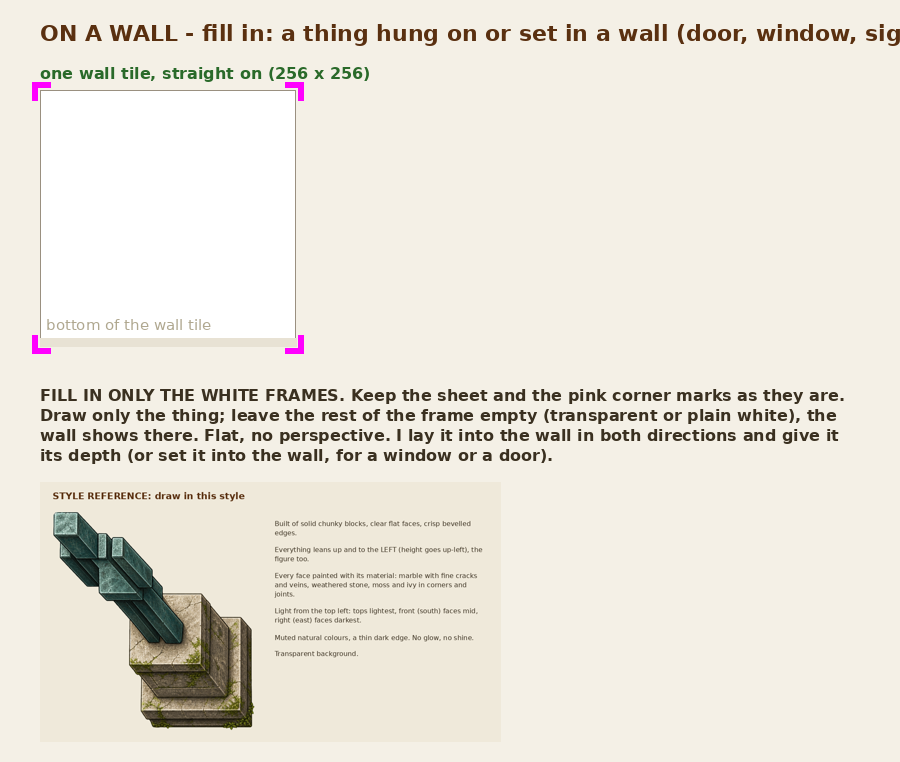 ON A WALL - fill in: a thing hung on or set in a wall (door, window, sig
one wall tile, straight on (256 x 256)
bottom of the wall tile
FILL IN ONLY THE WHITE FRAMES. Keep the sheet and the pink corner marks as they are.
Draw only the thing; leave the rest of the frame empty (transparent or plain white), the
wall shows there. Flat, no perspective. I lay it into the wall in both directions and give it
its depth (or set it into the wall, for a window or a door).
STYLE REFERENCE: draw in this style
Built of solid chunky blocks, clear flat faces, crisp bevelled
edges.
Everything leans up and to the LEFT (height goes up-left), the
figure too.
Every face painted with its material: marble with fine cracks
and veins, weathered stone, moss and ivy in corners and
joints.
Light from the top left: tops lightest, front (south) faces mid,
right (east) faces darkest.
Muted natural colours, a thin dark edge. No glow, no shine.
Transparent background.